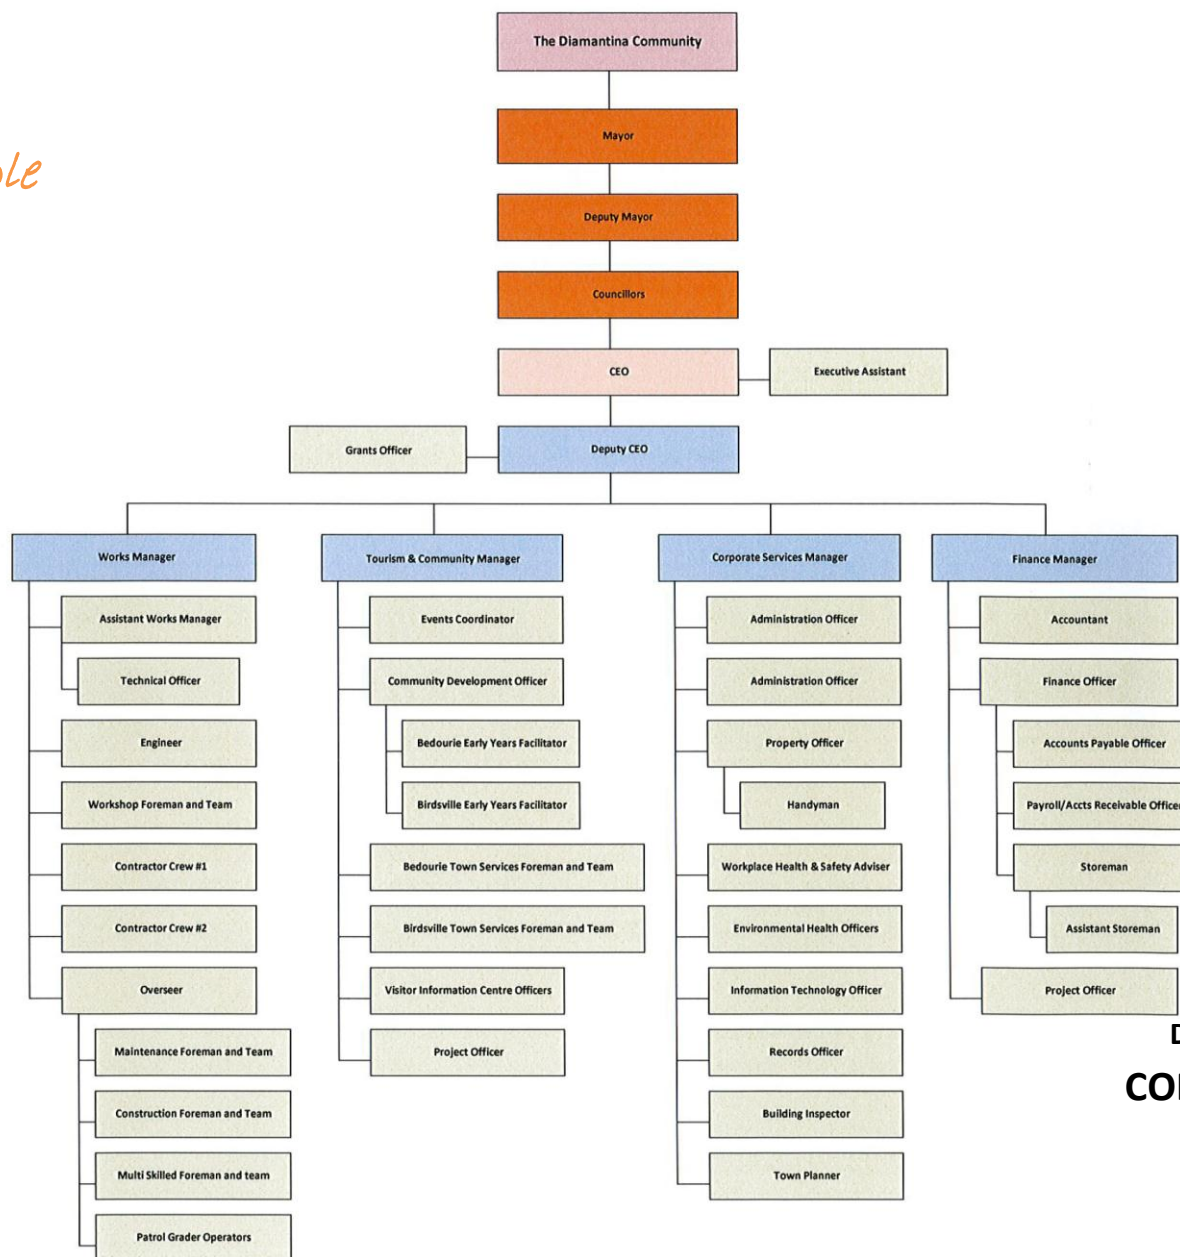 The Diamantina Community
Mayor
Deputy Mayor
Councillors
CEO
Executive Assistant
Grants Officer
Deputy CEO
Works Manager
Assistant Works Manager
Technical Officer
Engineer
Workshop Foreman and Team
Contractor Crew #1
Contractor Crew #2
Overseer
Maintenance Foreman and Team
Construction Foreman and Team
Multi Skilled Foreman and team
Patrol Grader Operators
Tourism & Community Manager
Events Coordinator
Community Development Officer
Bedourie Early Years Facilitator
Birdsville Early Years Facilitator
Bedourie Town Services Foreman and Team
Birdsville Town Services Foreman and Team
Visitor Information Centre Officers
Project Officer
Corporate Services Manager
Administration Officer
Administration Officer
Property Officer
Handyman
Workplace Health & Safety Adviser
Environmental Health Officers
Information Technology Officer
Records Officer
Building Inspector
Town Planner
Finance Manager
Accountant
Finance Officer
Accounts Payable Officer
Payroll/Accts Receivable Officer
Storeman
Assistant Storeman
Project Officer